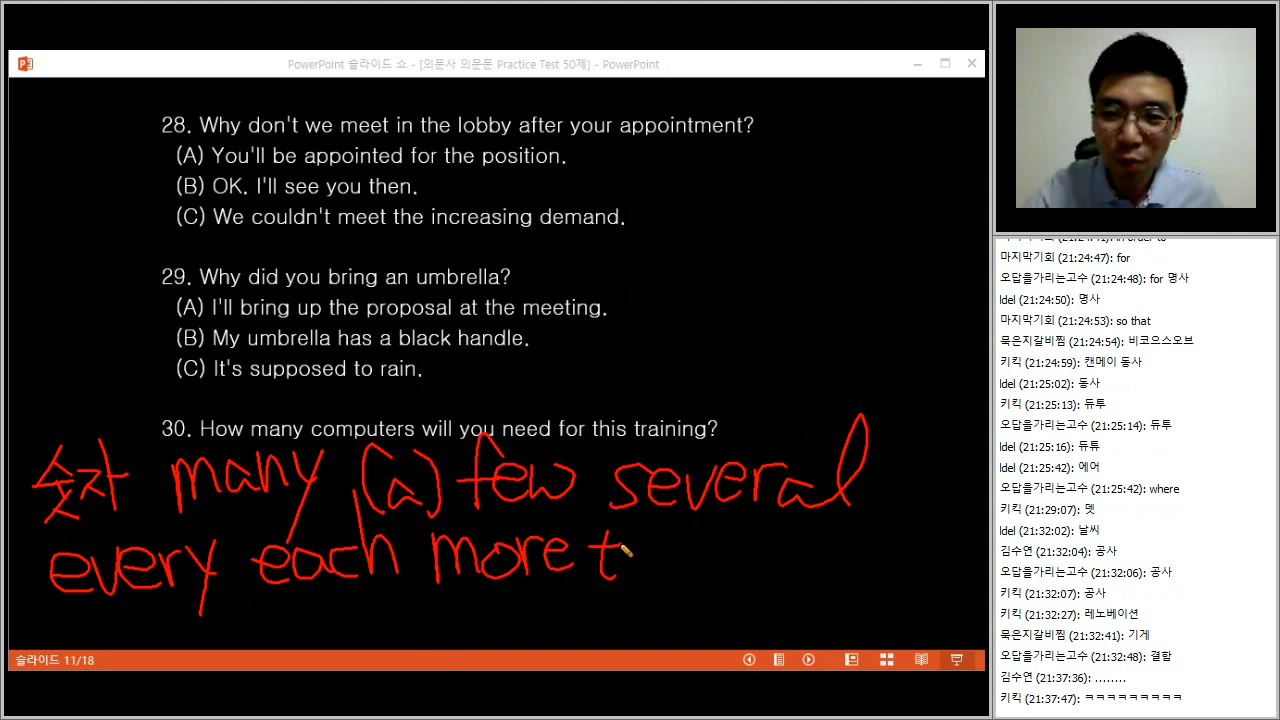 PowerPoint 슬라이드 쇼 - [의문사 의문문 Practice Test 50제] - PowerPoint
28. Why don't we meet in the lobby after your appointment?
(A) You'll be appointed for the position.
(B) OK. I'll see you then.
(C) We couldn't meet the increasing demand.
29. Why did you bring an umbrella?
(A) I'll bring up the proposal at the meeting.
(B) My umbrella has a black handle.
(C) It's supposed to rain.
30. How many computers will you need for this training?
숫자 many (a) few several
every each more t
슬라이드 11/18
마지막기회 (21:24:47): for
오답을가리는고수 (21:24:48): for 명사
ldel (21:24:50): 명사
마지막기회 (21:24:53): so that
묵은지갈비찜 (21:24:54): 비코으스오브
키킥 (21:24:59): 캔메이 동사
ldel (21:25:02): 동사
키킥 (21:25:13): 듀투
오답을가리는고수 (21:25:14): 듀투
ldel (21:25:16): 듀튜
ldel (21:25:42): 에어
오답을가리는고수 (21:25:42): where
키킥 (21:29:07): 뎃
ldel (21:32:02): 날씨
김수연 (21:32:04): 공사
오답을가리는고수 (21:32:06): 공사
키킥 (21:32:07): 공사
키킥 (21:32:27): 레노베이션
묵은지갈비찜 (21:32:41): 기게
오답을가리는고수 (21:32:48): 결함
김수연 (21:37:36): ........
키킥 (21:37:47): ㅋㅋㅋㅋㅋㅋㅋㅋㅋ